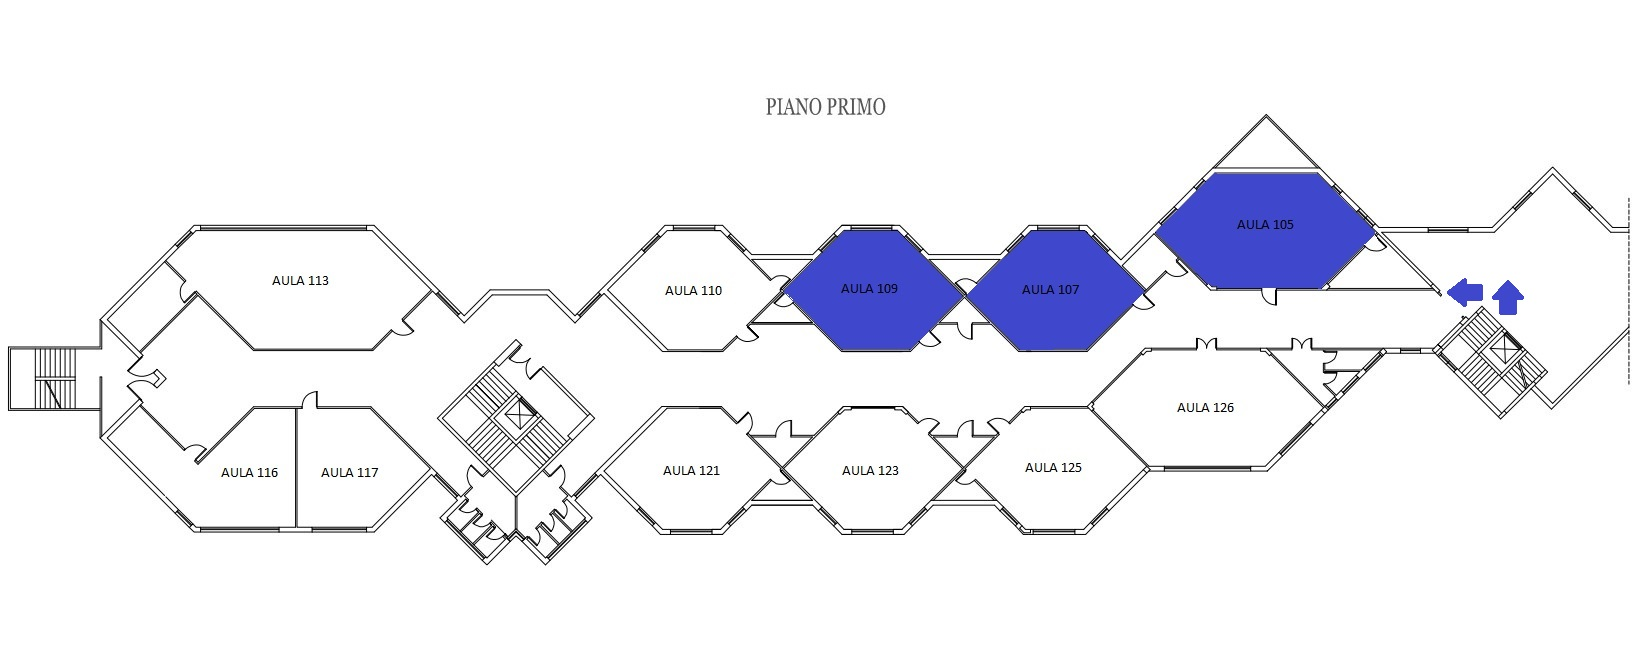 PIANO PRIMO
AULA 105
AULA 113
AULA 110
AULA 109
AULA 107
AULA 126
AULA 116
AULA 117
AULA 121
AULA 123
AULA 125